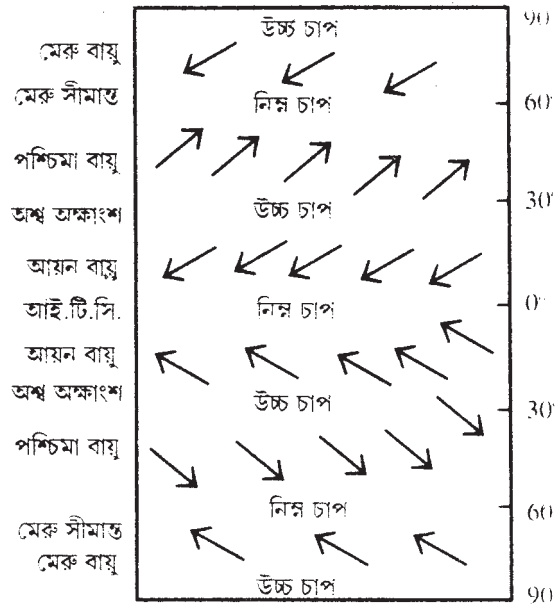 উচ্চ চাপ
90°
মেরু বায়ু
মেরু সীমান্ত
নিম্ন চাপ
60°
পশ্চিমা বায়ু
অশ্ব অক্ষাংশ
উচ্চ চাপ
30°
আয়ন বায়ু
আই.টি.সি.
নিম্ন চাপ
0°
আয়ন বায়ু
অশ্ব অক্ষাংশ
উচ্চ চাপ
30°
পশ্চিমা বায়ু
নিম্ন চাপ
60°
মেরু সীমান্ত
মেরু বায়ু
উচ্চ চাপ
90°